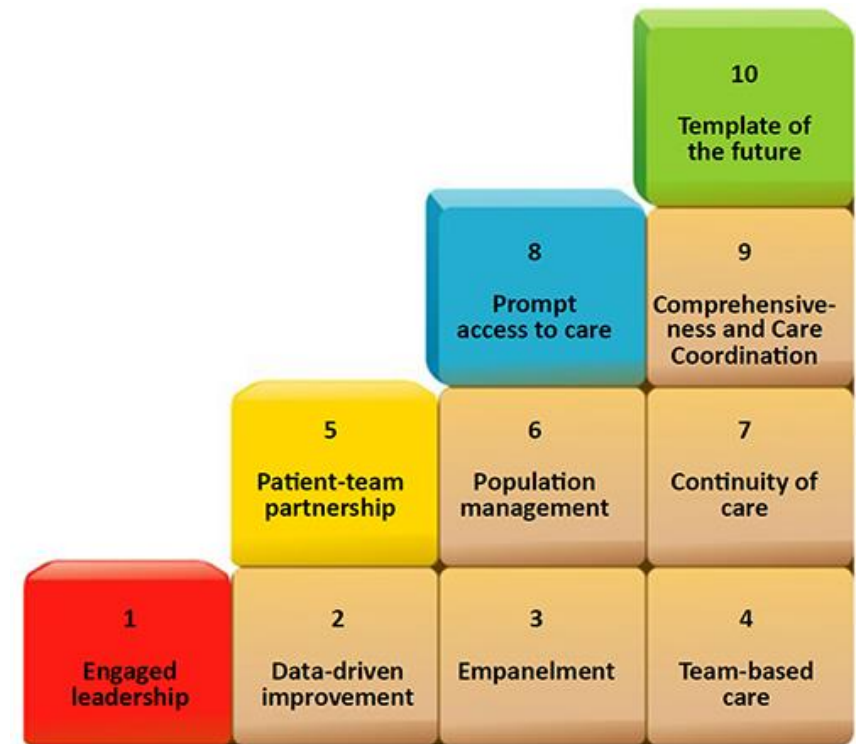 10
Template of
the future
8
Prompt
access to care
9
Comprehensive-
ness and Care
Coordination
5
Patient-team
partnership
6
Population
management
7
Continuity of
care
1
Engaged
leadership
2
Data-driven
improvement
3
Empanelment
4
Team-based
care